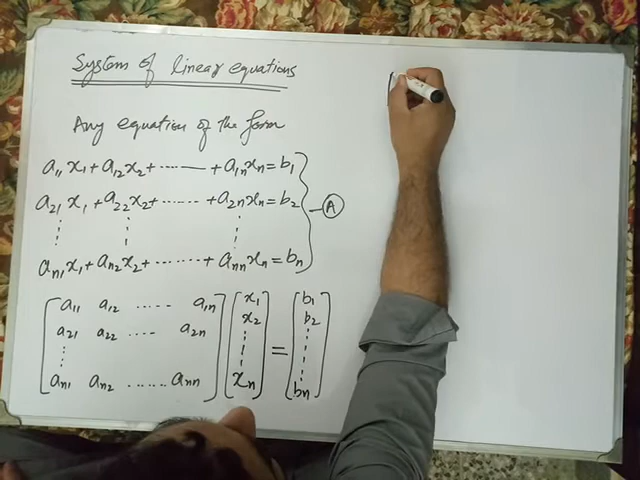 System of linear equations
Any equation of the form
a₁₁ x₁ + a₁₂ x₂ + ...... + a₁ₙ xₙ = b₁
a₂₁ x₁ + a₂₂ x₂ + ...... + a₂ₙ xₙ = b₂ — A
⋮ ⋮ ⋮
aₙ₁ x₁ + aₙ₂ x₂ + ........ + aₙₙ xₙ = bₙ
a₁₁ a₁₂ ..... a₁ₙ x₁ b₁
a₂₁ a₂₂ .... a₂ₙ x₂ = b₂
⋮ ⋮ ⋮
aₙ₁ aₙ₂ ...... aₙₙ xₙ bₙ